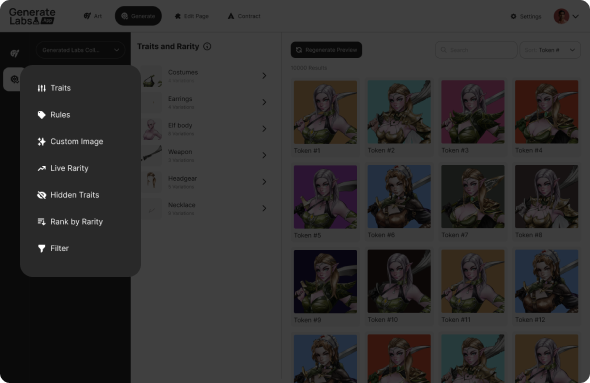 Generate Labs App
Art
Generate
Edit Page
Contract
Settings
Generated Labs Coll...
Traits and Rarity
Regenerate Preview
Search
Token #
Results
Traits
Rules
Custom Image
Live Rarity
Hidden Traits
Rank by Rarity
Filter
Costumes
Earrings
Elf body
Weapon
Headgear
Necklace
Token #1
Token #2
Token #3
Token #4
Token #5
Token #6
Token #7
Token #8
Token #9
Token #10
Token #11
Token #12